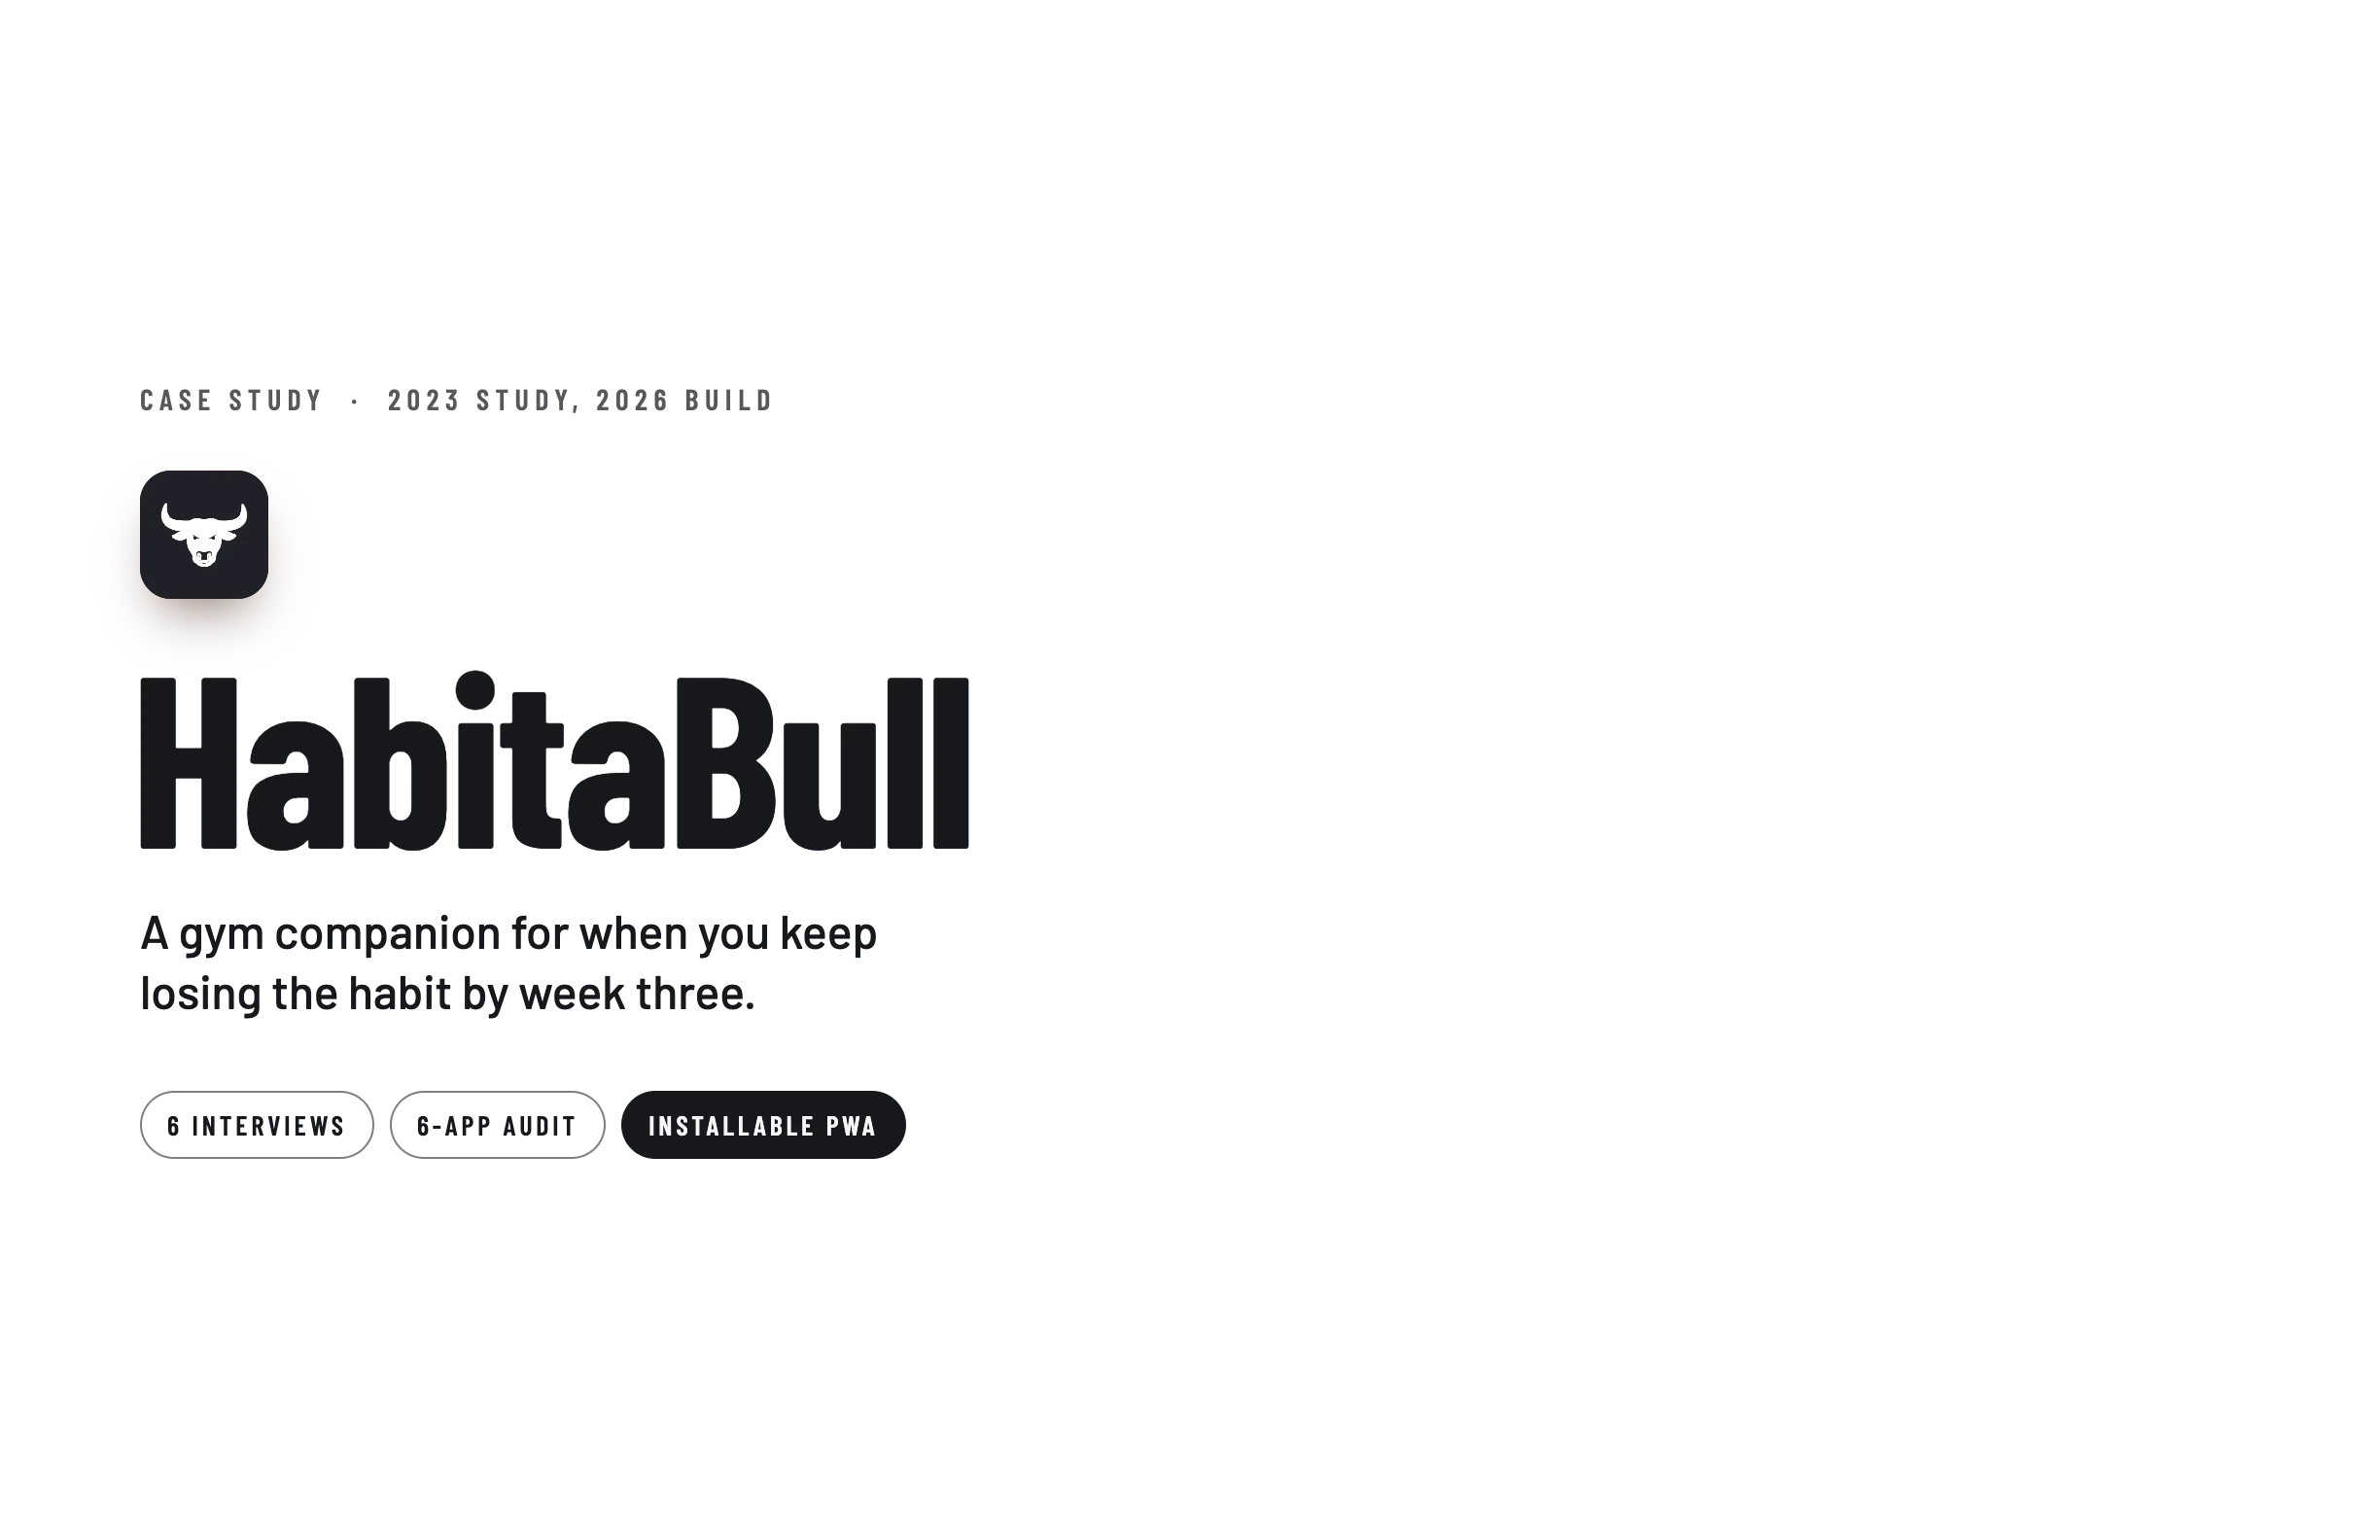 CASE STUDY · 2023 STUDY, 2026 BUILD
HabitaBull
A gym companion for when you keep
losing the habit by week three.
6 INTERVIEWS 6-APP AUDIT INSTALLABLE PWA